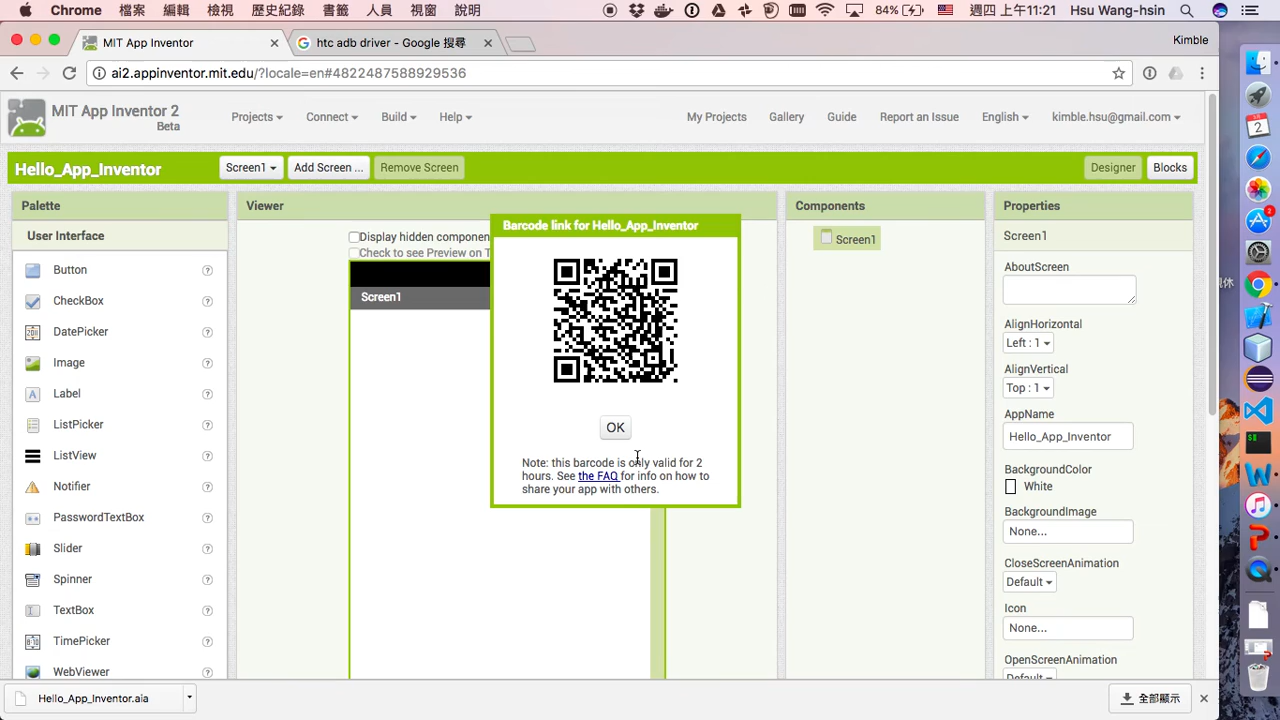 Chrome 檔案 編輯 檢視 歷史紀錄 書籤 人員 視窗 說明 84% 週四 上午11:21 Hsu Wang-hsin
MIT App Inventor htc adb driver - Google 搜尋 Kimble
ai2.appinventor.mit.edu/?locale=en#4822487588929536
MIT App Inventor 2
Beta
Projects Connect Build Help My Projects Gallery Guide Report an Issue English kimble.hsu@gmail.com
Hello_App_Inventor Screen1 Add Screen ... Remove Screen Designer Blocks
Palette Viewer Components Properties
User Interface
Button
CheckBox
DatePicker
Image
Label
ListPicker
ListView
Notifier
PasswordTextBox
Slider
Spinner
TextBox
TimePicker
WebViewer
Display hidden componen
Check to see Preview on T
Screen1
Barcode link for Hello_App_Inventor
OK
Note: this barcode is only valid for 2
hours. See the FAQ for info on how to
share your app with others.
Screen1
Screen1
AboutScreen
AlignHorizontal
Left : 1
AlignVertical
Top : 1
AppName
Hello_App_Inventor
BackgroundColor
White
BackgroundImage
None...
CloseScreenAnimation
Default
Icon
None...
OpenScreenAnimation
Default
Hello_App_Inventor.aia 全部顯示